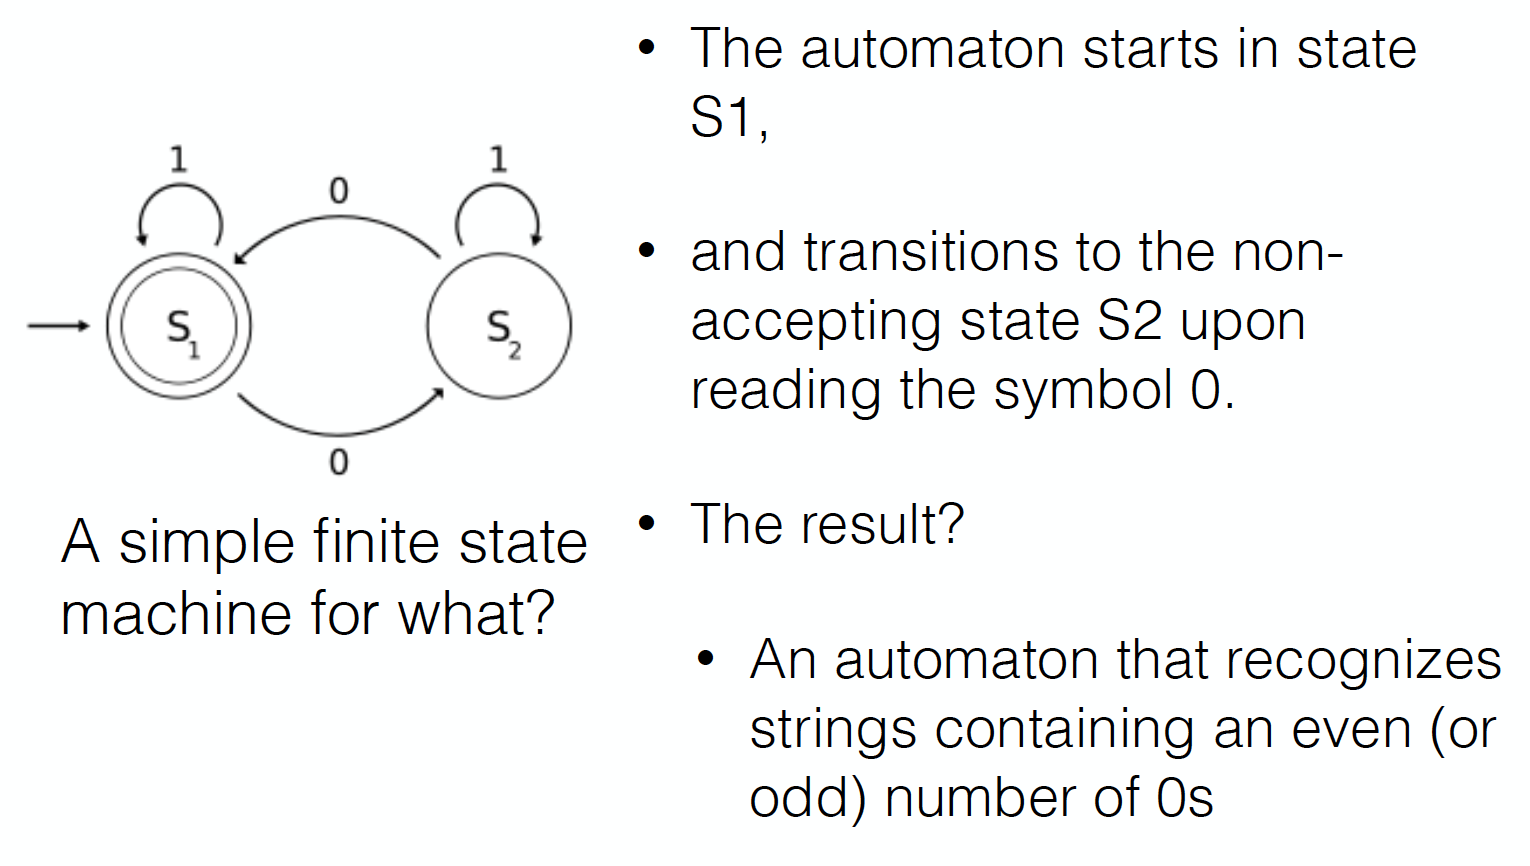 1
1
0
S1
S2
0
A simple finite state
machine for what?
• The automaton starts in state
S1,
• and transitions to the non-
accepting state S2 upon
reading the symbol 0.
• The result?
• An automaton that recognizes
strings containing an even (or
odd) number of 0s